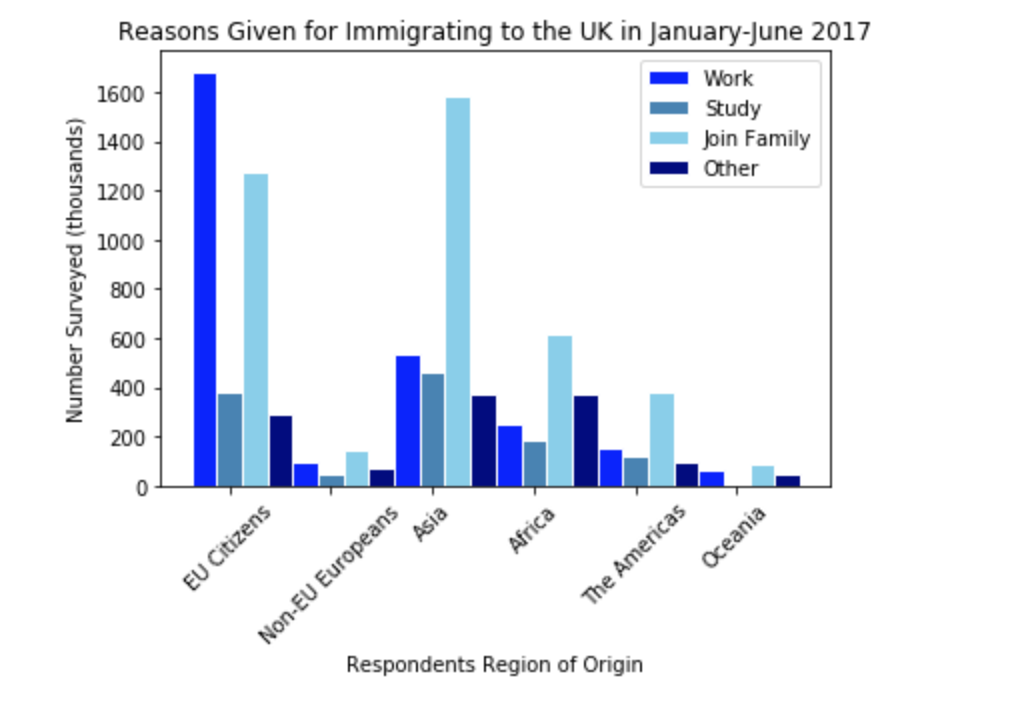 Reasons Given for Immigrating to the UK in January-June 2017
Work
Study
Join Family
Other
Number Surveyed (thousands)
1600
1400
1200
1000
800
600
400
200
0
EU Citizens
Non-EU Europeans
Asia
Africa
The Americas
Oceania
Respondents Region of Origin